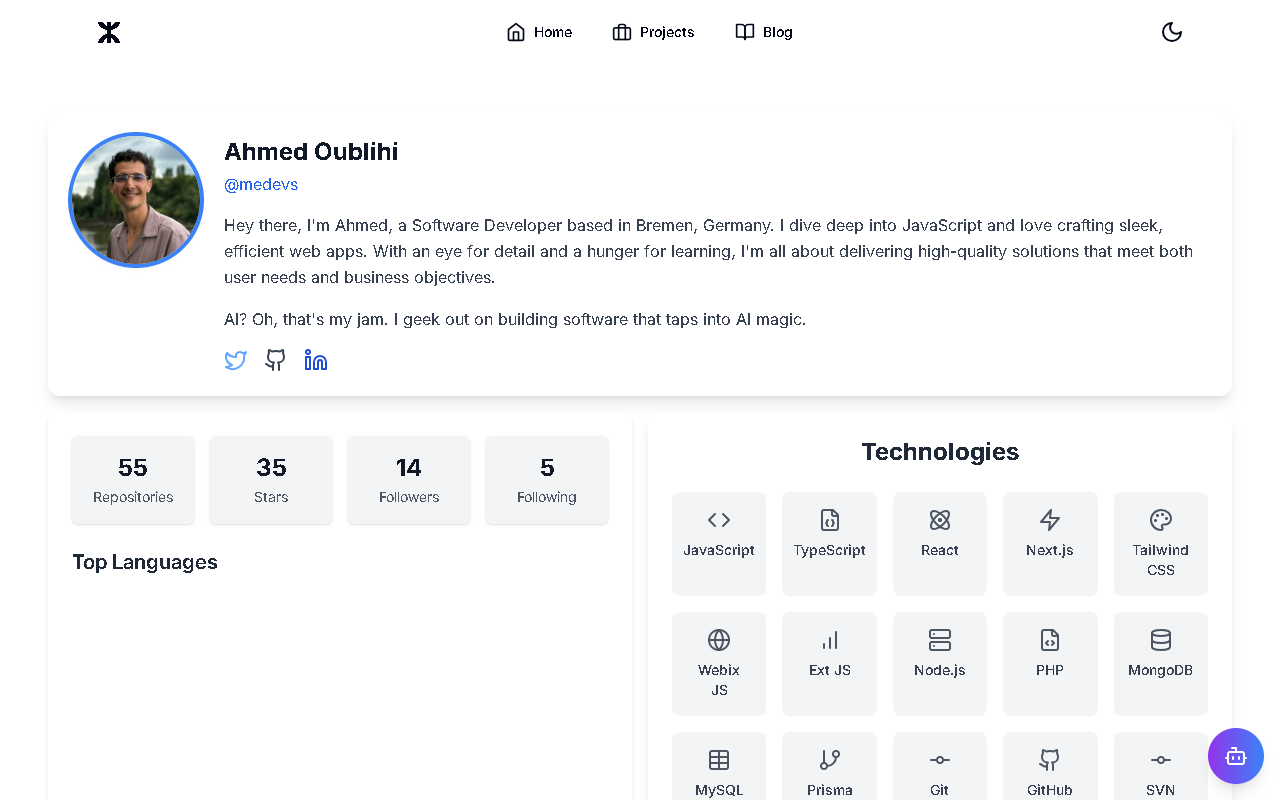 Home
Projects
Blog
Ahmed Oublihi
@medevs
Hey there, I'm Ahmed, a Software Developer based in Bremen, Germany. I dive deep into JavaScript and love crafting sleek,
efficient web apps. With an eye for detail and a hunger for learning, I'm all about delivering high-quality solutions that meet both
user needs and business objectives.
AI? Oh, that's my jam. I geek out on building software that taps into AI magic.
55
Repositories
35
Stars
14
Followers
5
Following
Top Languages
Technologies
JavaScript
TypeScript
React
Next.js
Tailwind
CSS
Webix
JS
Ext JS
Node.js
PHP
MongoDB
MySQL
Prisma
Git
GitHub
SVN